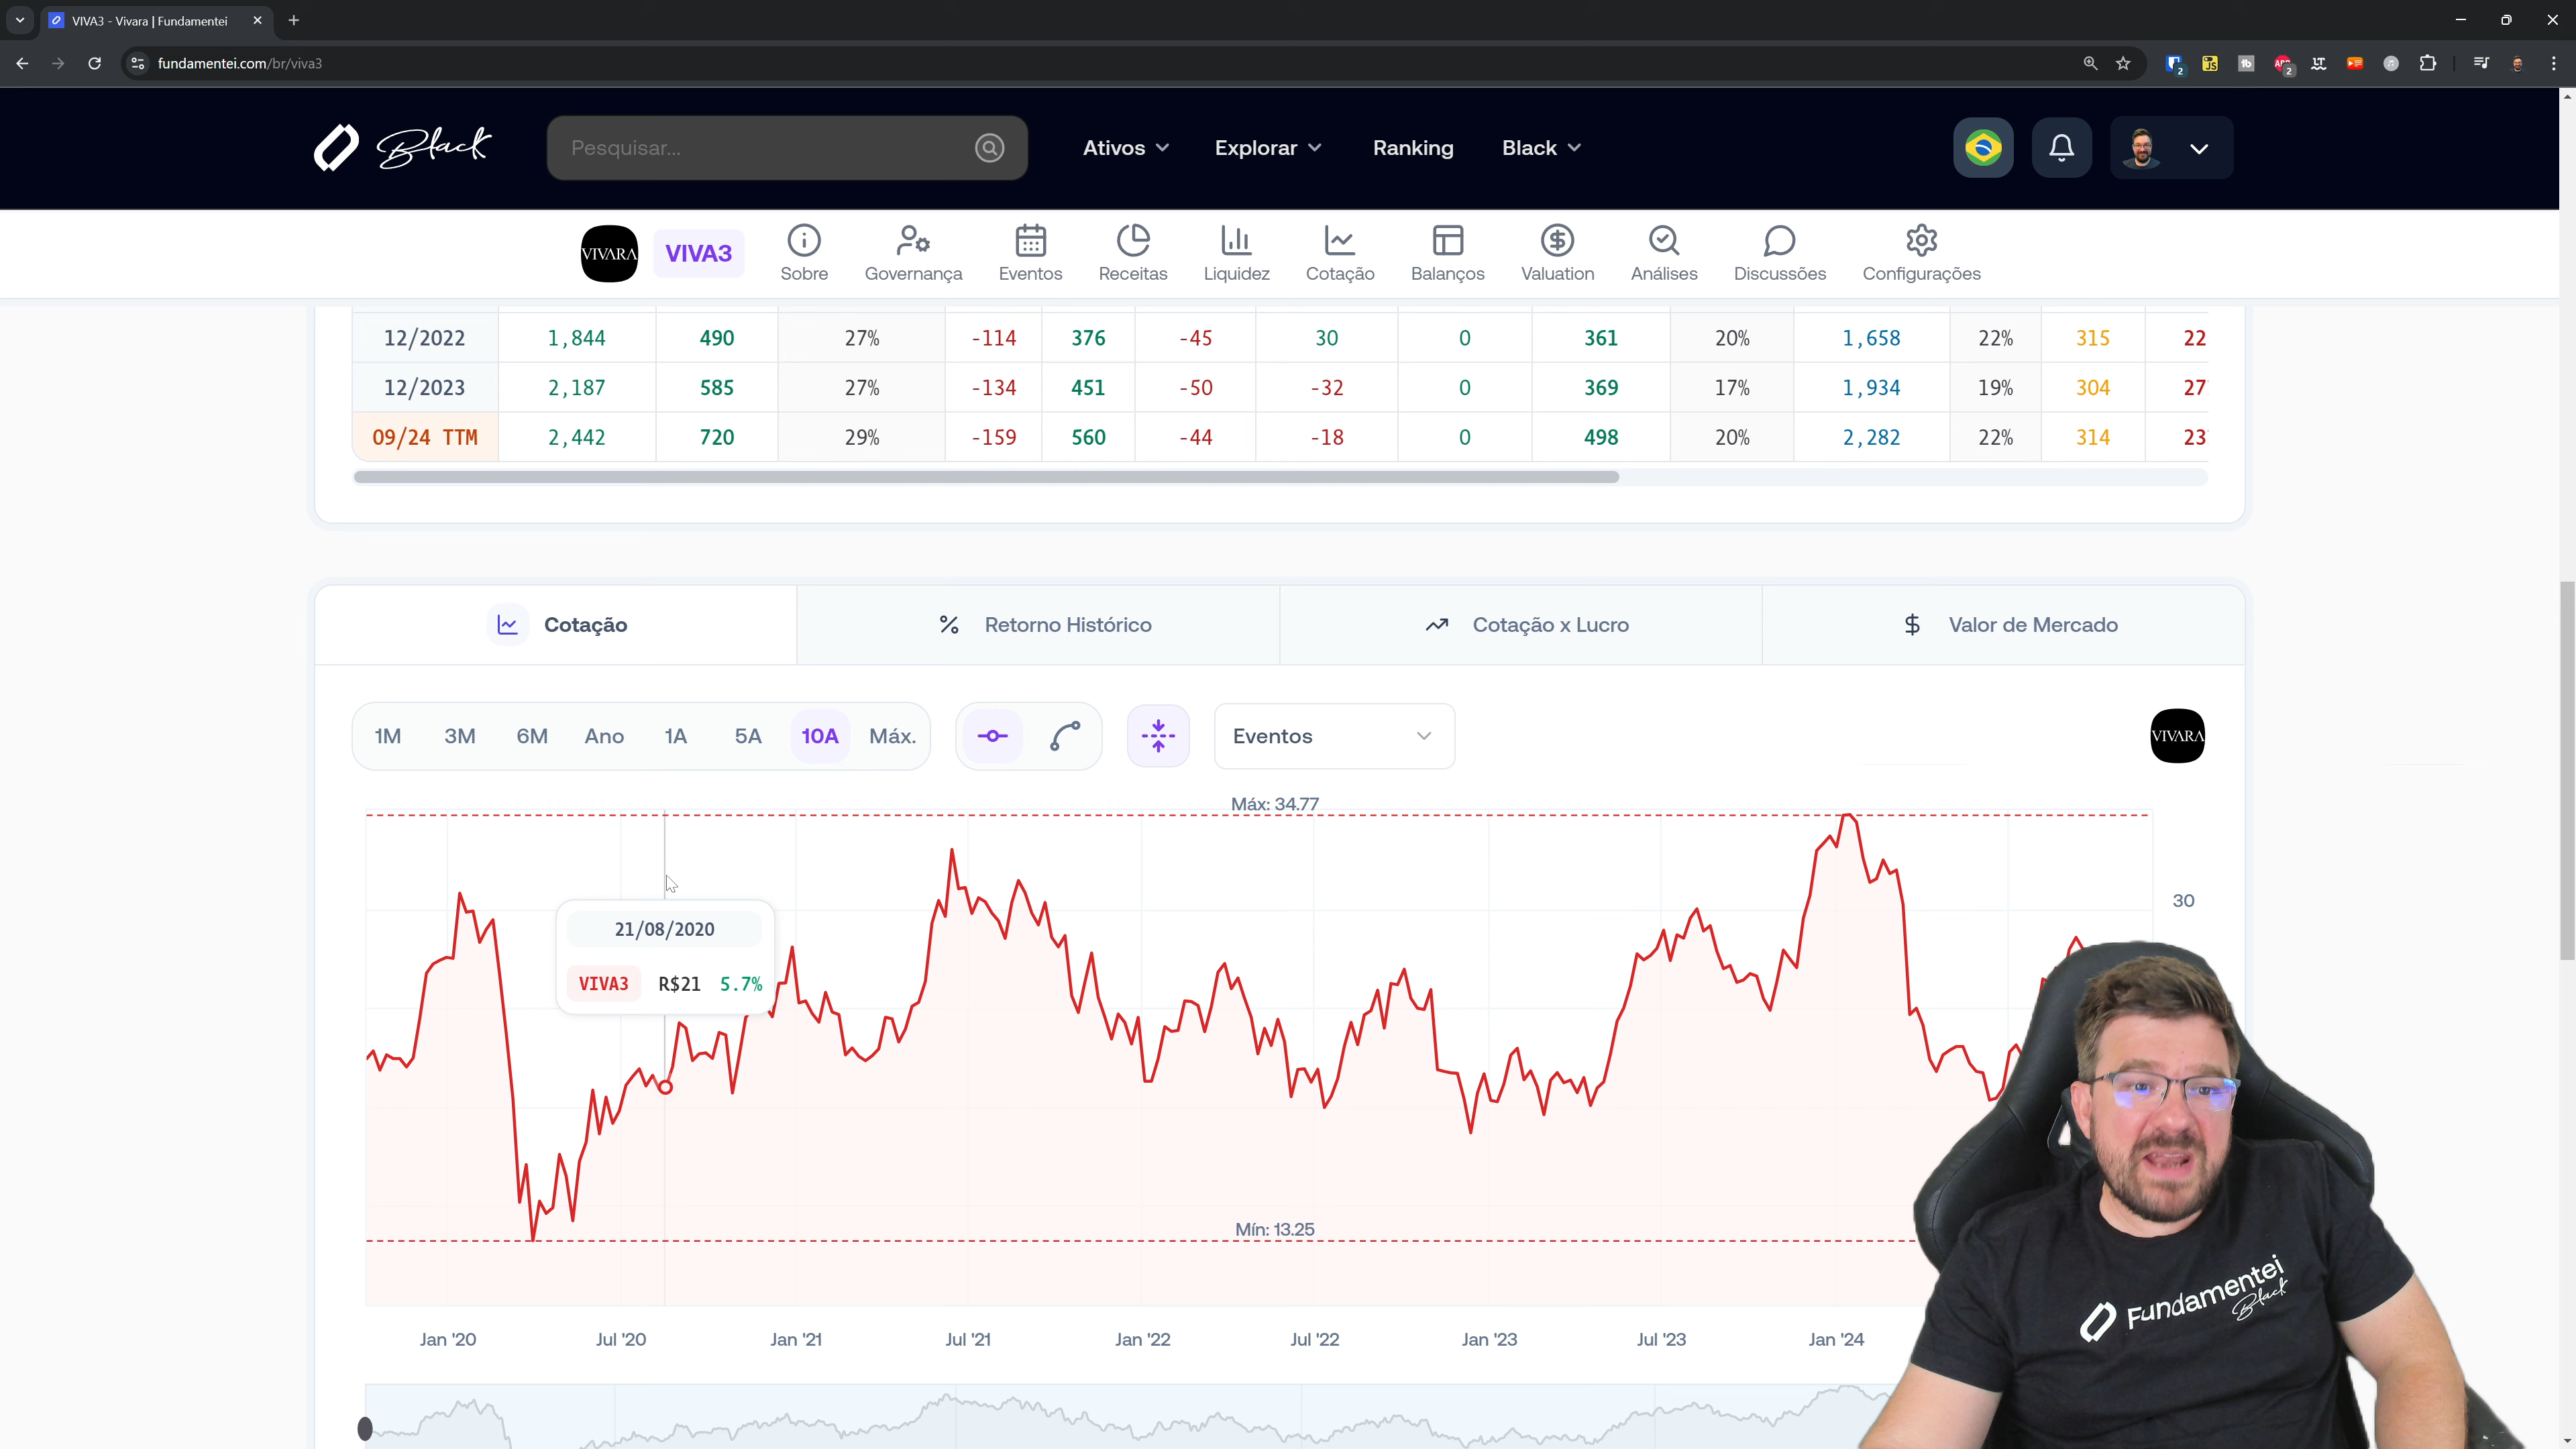 VIVA3 - Vivara | Fundamentei
fundamentei.com/br/viva3
Black
Pesquisar...
Ativos
Explorar
Ranking
Black
VIVARA
VIVA3
Sobre
Governança
Eventos
Receitas
Liquidez
Cotação
Balanços
Valuation
Análises
Discussões
Configurações
12/2022 1,844 490 27% -114 376 -45 30 0 361 20% 1,658 22% 315 22
12/2023 2,187 585 27% -134 451 -50 -32 0 369 17% 1,934 19% 304 27
09/24 TTM 2,442 720 29% -159 560 -44 -18 0 498 20% 2,282 22% 314 23
Cotação
Retorno Histórico
Cotação x Lucro
Valor de Mercado
1M 3M 6M Ano 1A 5A 10A Máx.
Eventos
VIVARA
Máx: 34.77
30
21/08/2020
VIVA3 R$21 5.7%
Mín: 13.25
Jan '20 Jul '20 Jan '21 Jul '21 Jan '22 Jul '22 Jan '23 Jul '23 Jan '24
Fundamentei
Black